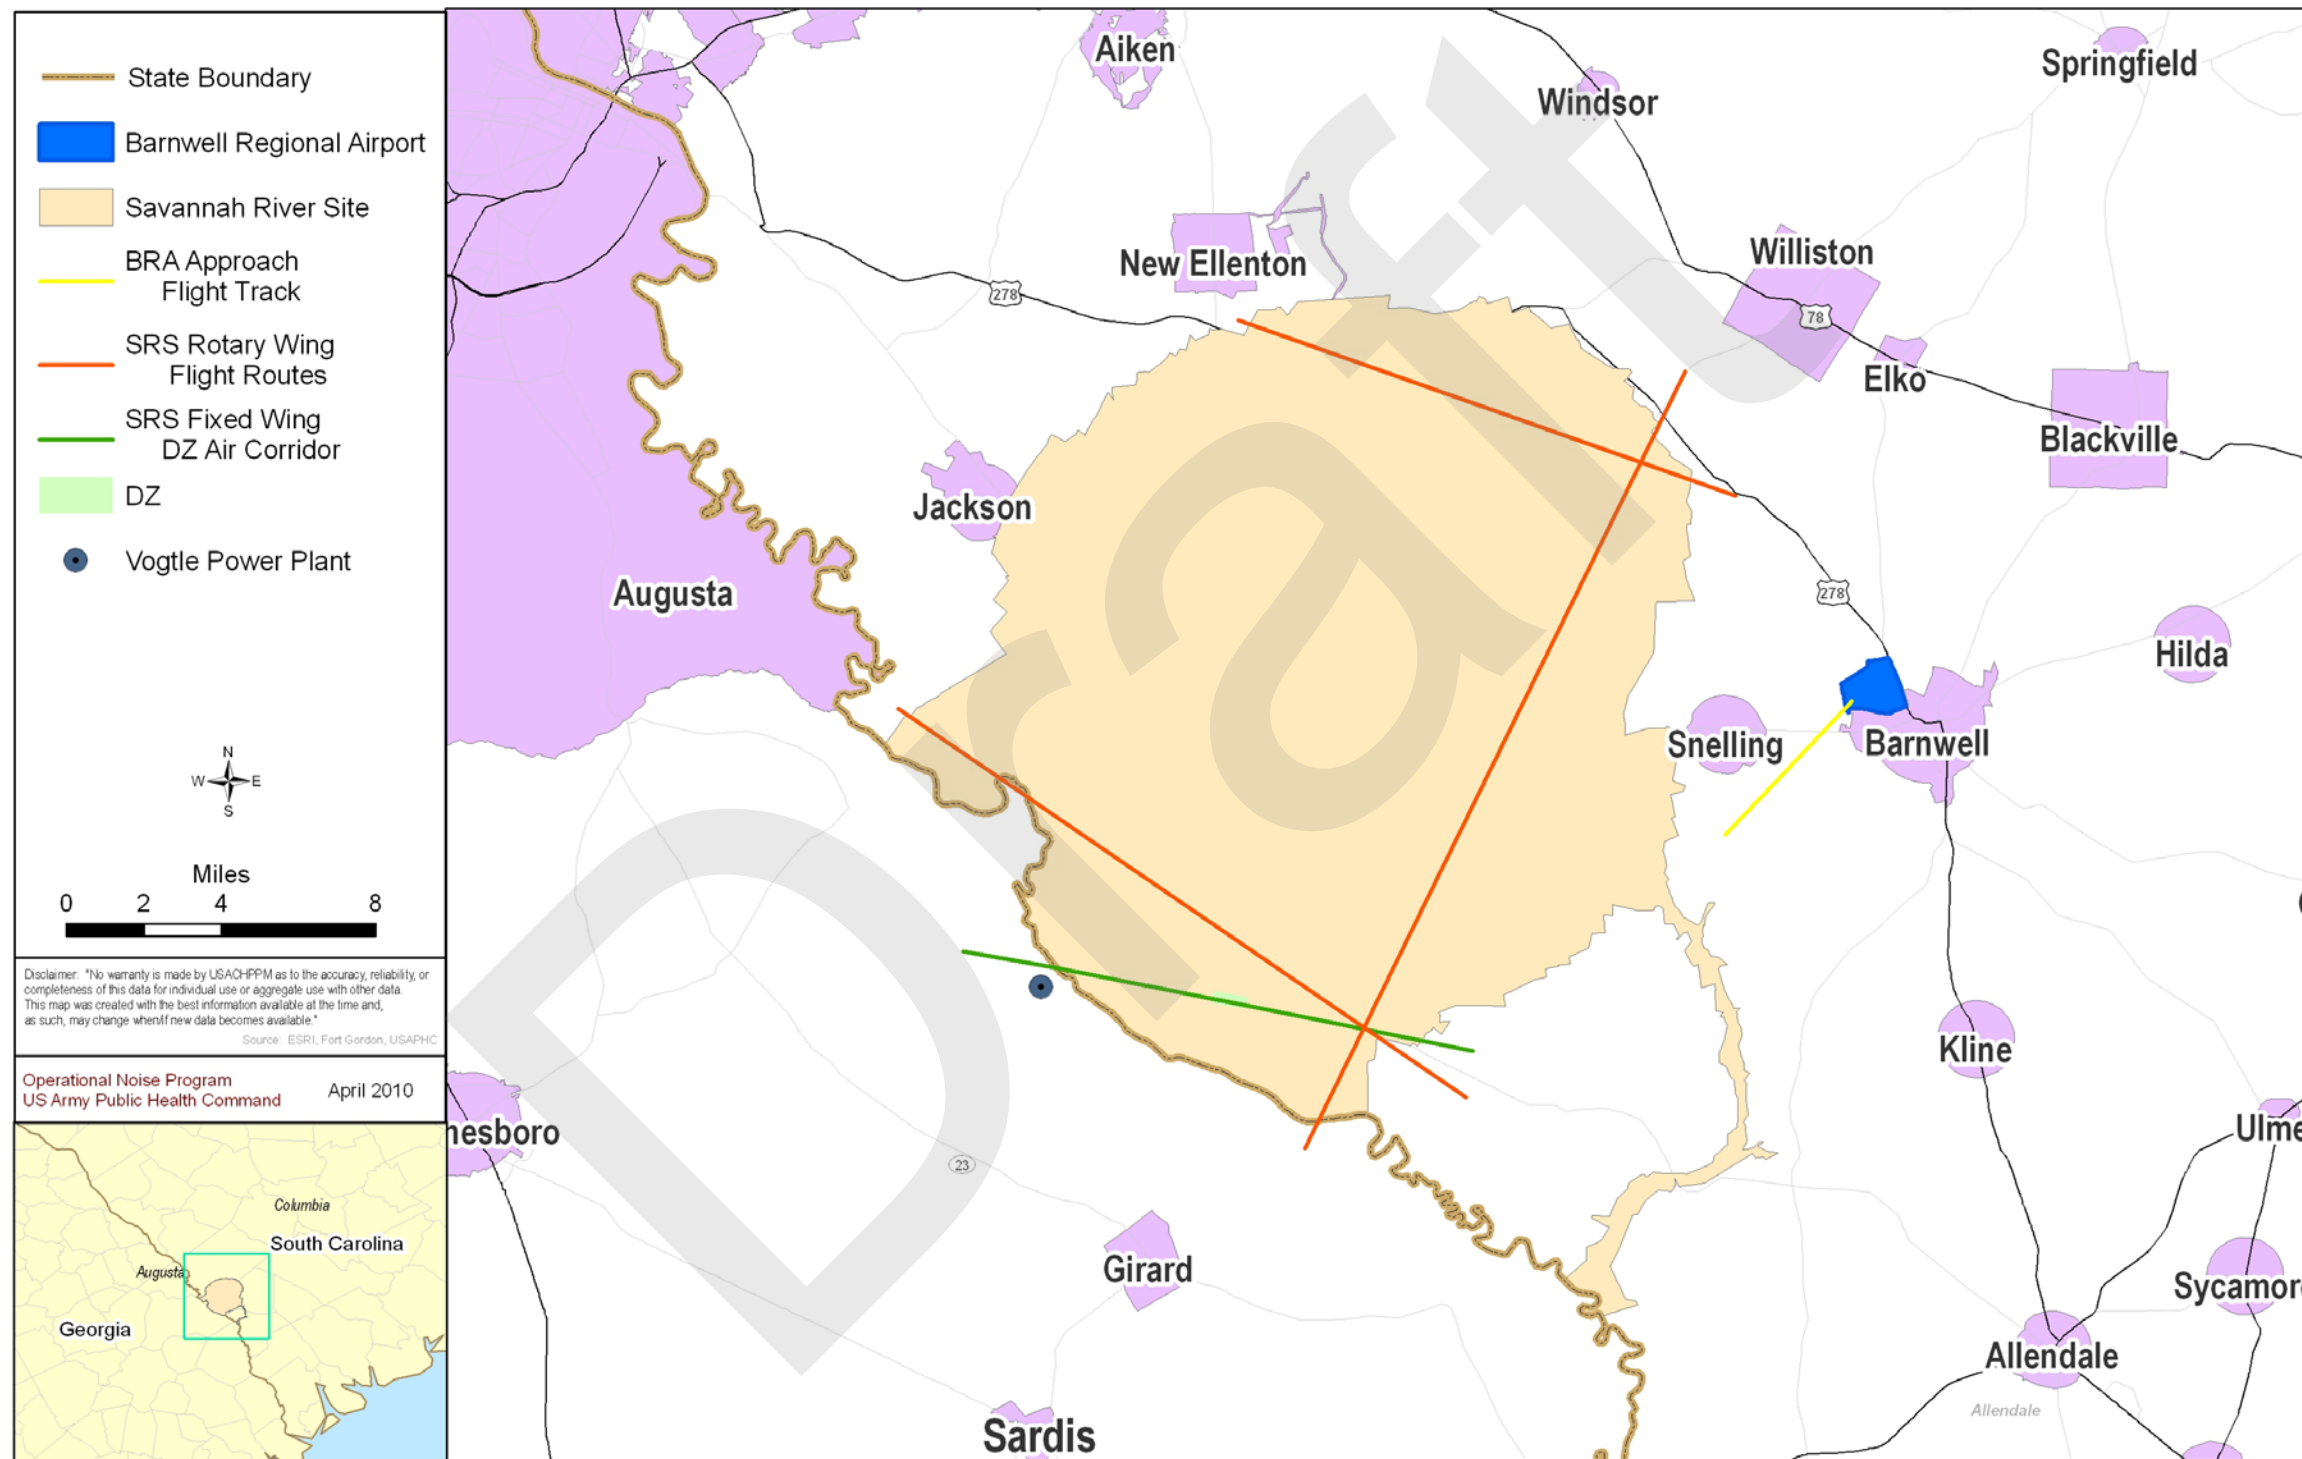 State Boundary
Barnwell Regional Airport
Savannah River Site
BRA Approach
Flight Track
SRS Rotary Wing
Flight Routes
SRS Fixed Wing
DZ Air Corridor
DZ
Vogtle Power Plant
N
W E
S
Miles
0 2 4 8
Disclaimer: "No warranty is made by USACHPPM as to the accuracy, reliability, or
completeness of this data for individual use or aggregate use with other data.
This map was created with the best information available at the time and,
as such, may change when/if new data becomes available."
Source: ESRI, Fort Gordon, USAPHC
Operational Noise Program
US Army Public Health Command
April 2010
Columbia
South Carolina
Augusta
Georgia
Aiken
Springfield
Windsor
New Ellenton
Williston
278
78
Elko
Blackville
Jackson
Augusta
278
Hilda
Snelling
Barnwell
Kline
nesboro
Ulme
23
Girard
Sycamor
Allendale
Allendale
Sardis
Draft